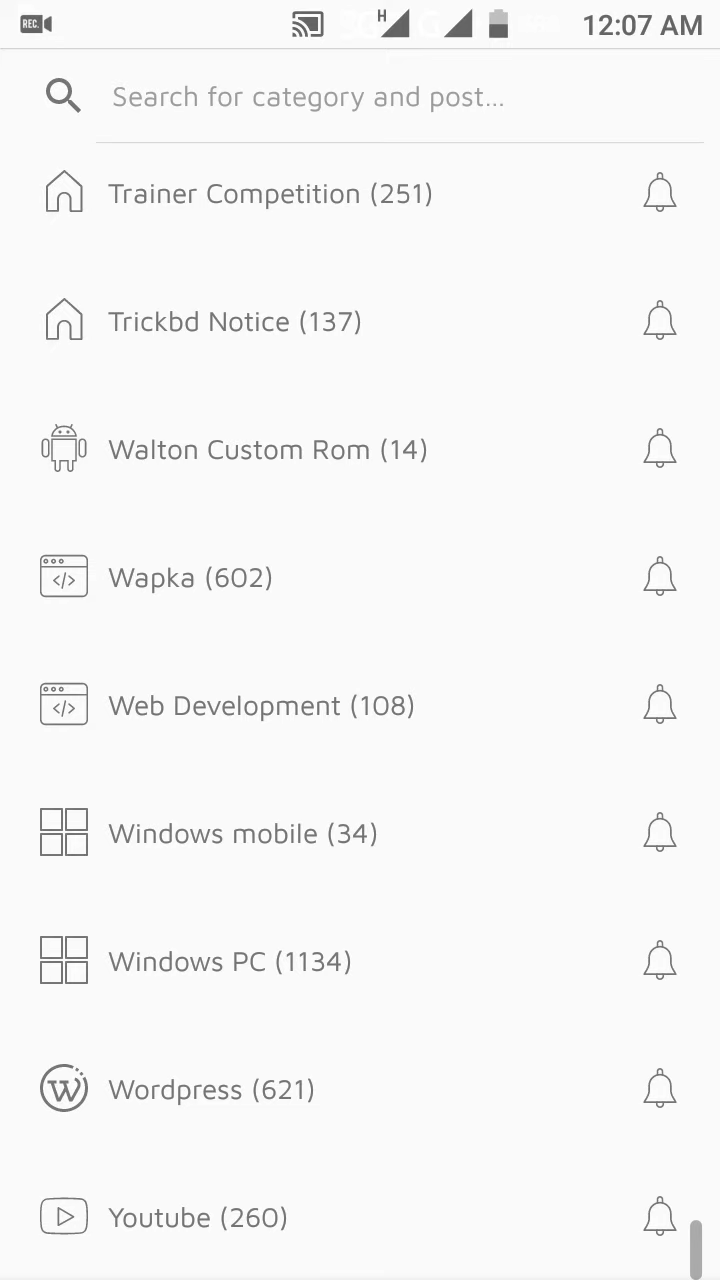 REC.
H
12:07 AM
Search for category and post...
Trainer Competition (251)
Trickbd Notice (137)
Walton Custom Rom (14)
Wapka (602)
Web Development (108)
Windows mobile (34)
Windows PC (1134)
Wordpress (621)
Youtube (260)